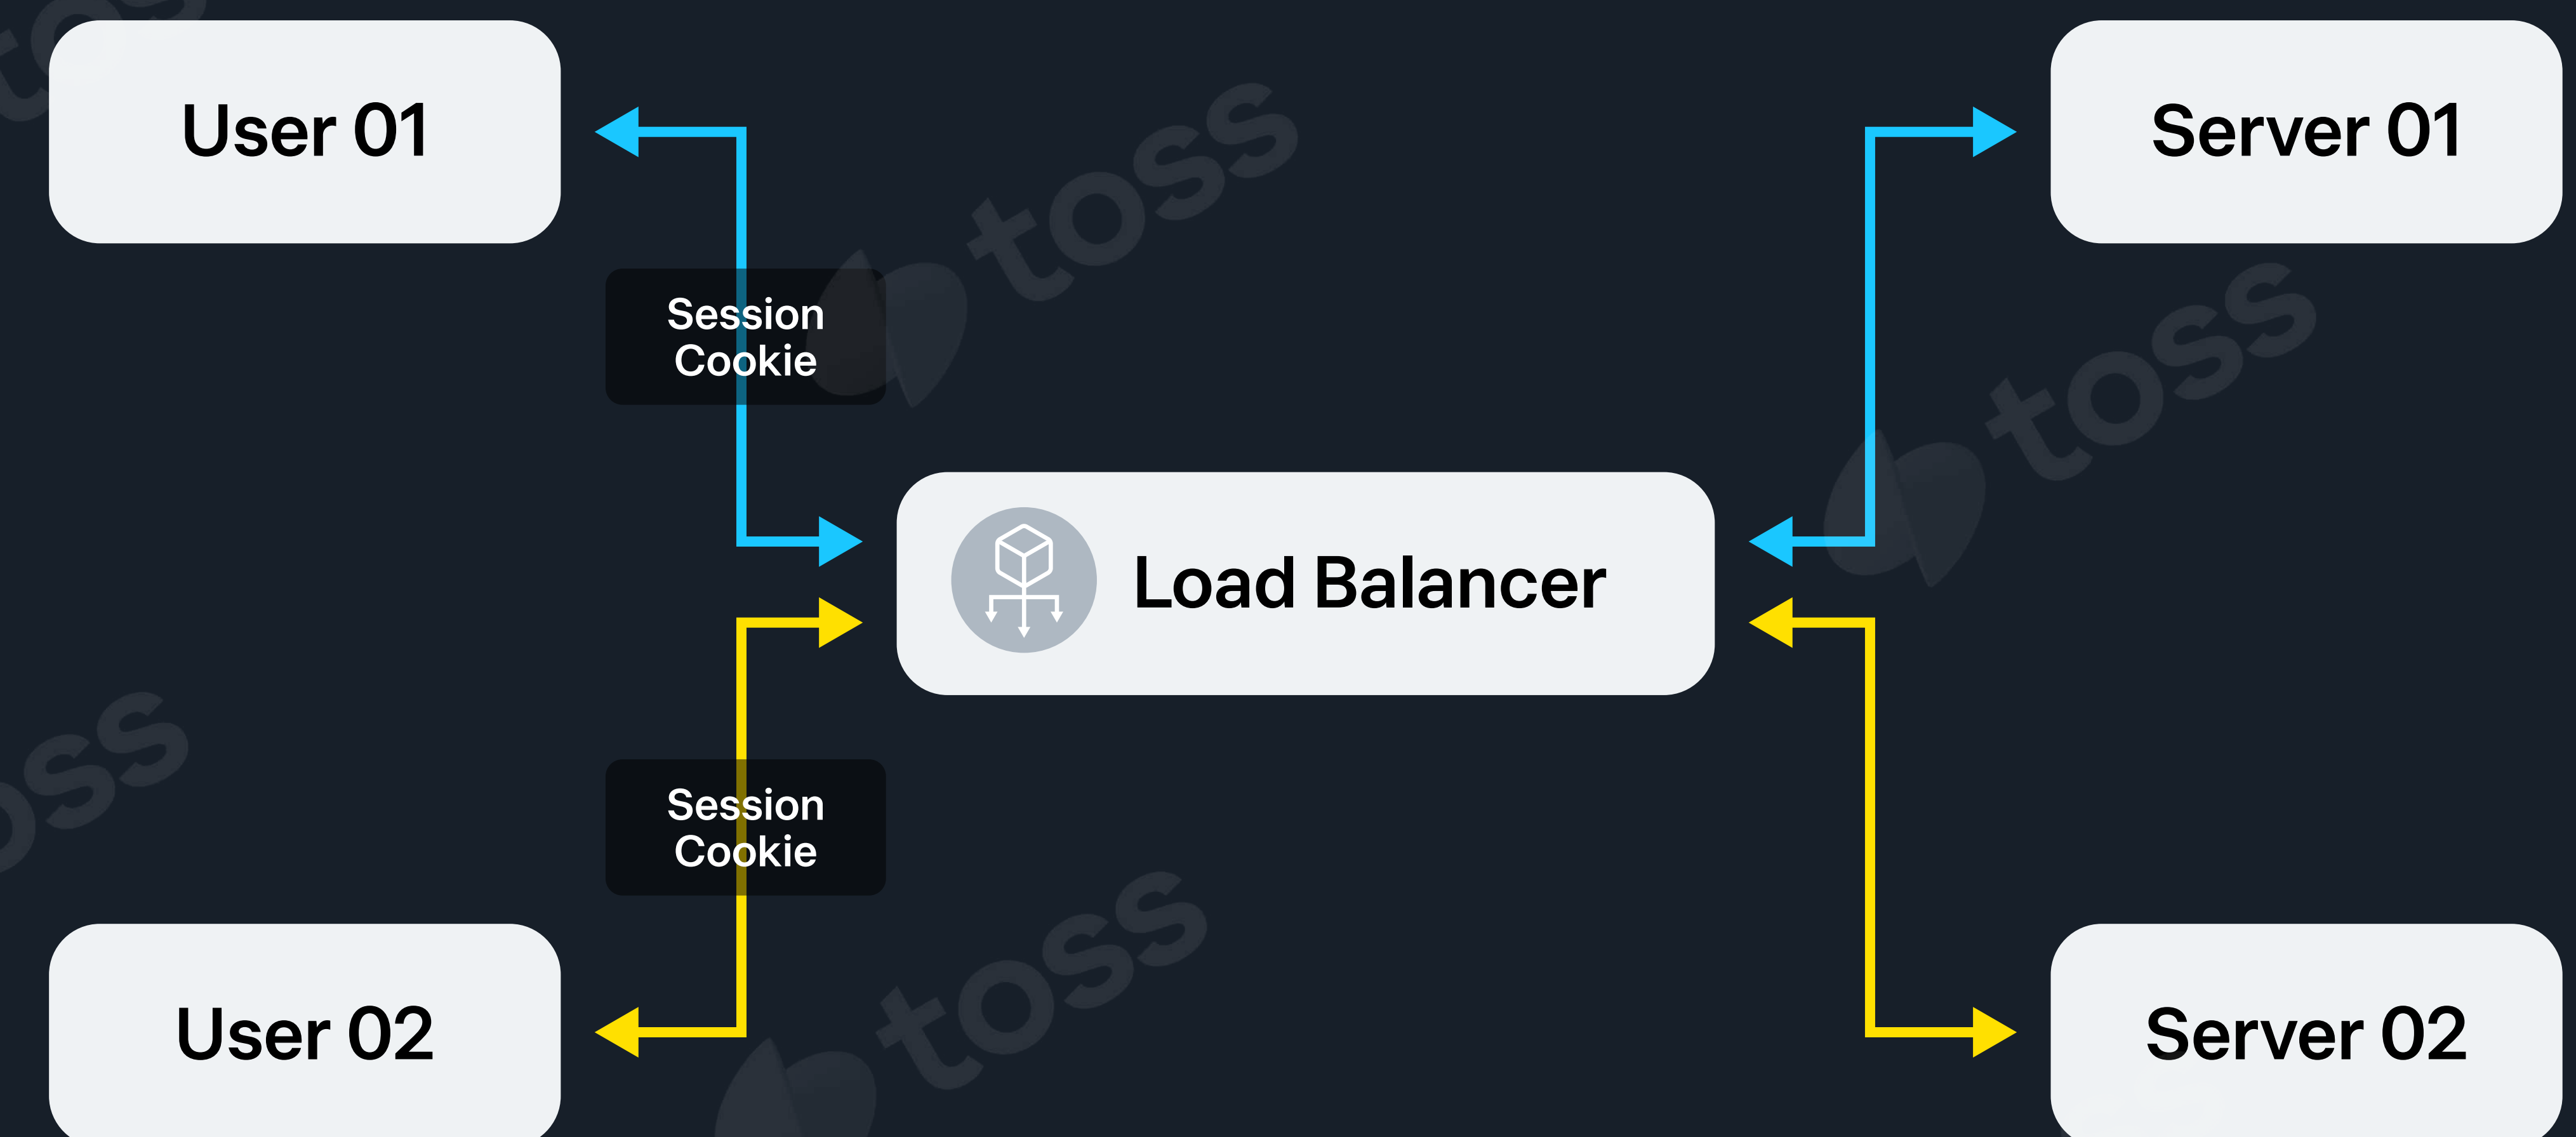 User 01
Server 01
toss
Session
Cookie
toss
Load Balancer
Session
Cookie
toss
User 02
Server 02